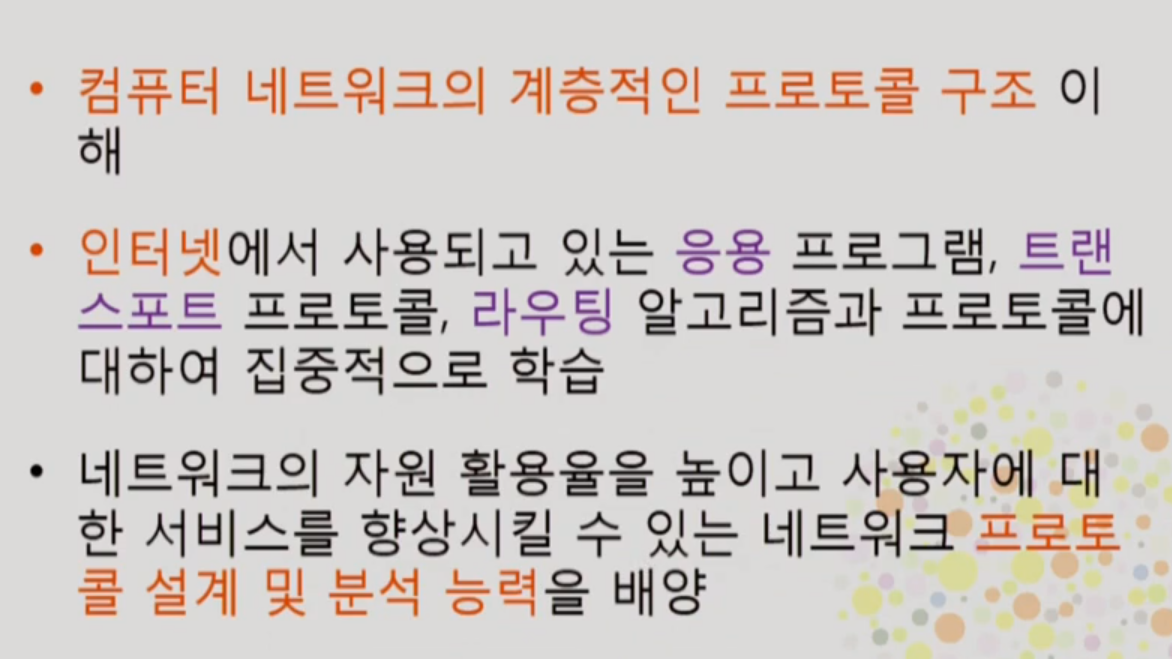 • 컴퓨터 네트워크의 계층적인 프로토콜 구조 이
해
• 인터넷에서 사용되고 있는 응용 프로그램, 트랜
스포트 프로토콜, 라우팅 알고리즘과 프로토콜에
대하여 집중적으로 학습
• 네트워크의 자원 활용율을 높이고 사용자에 대
한 서비스를 향상시킬 수 있는 네트워크 프로토
콜 설계 및 분석 능력을 배양